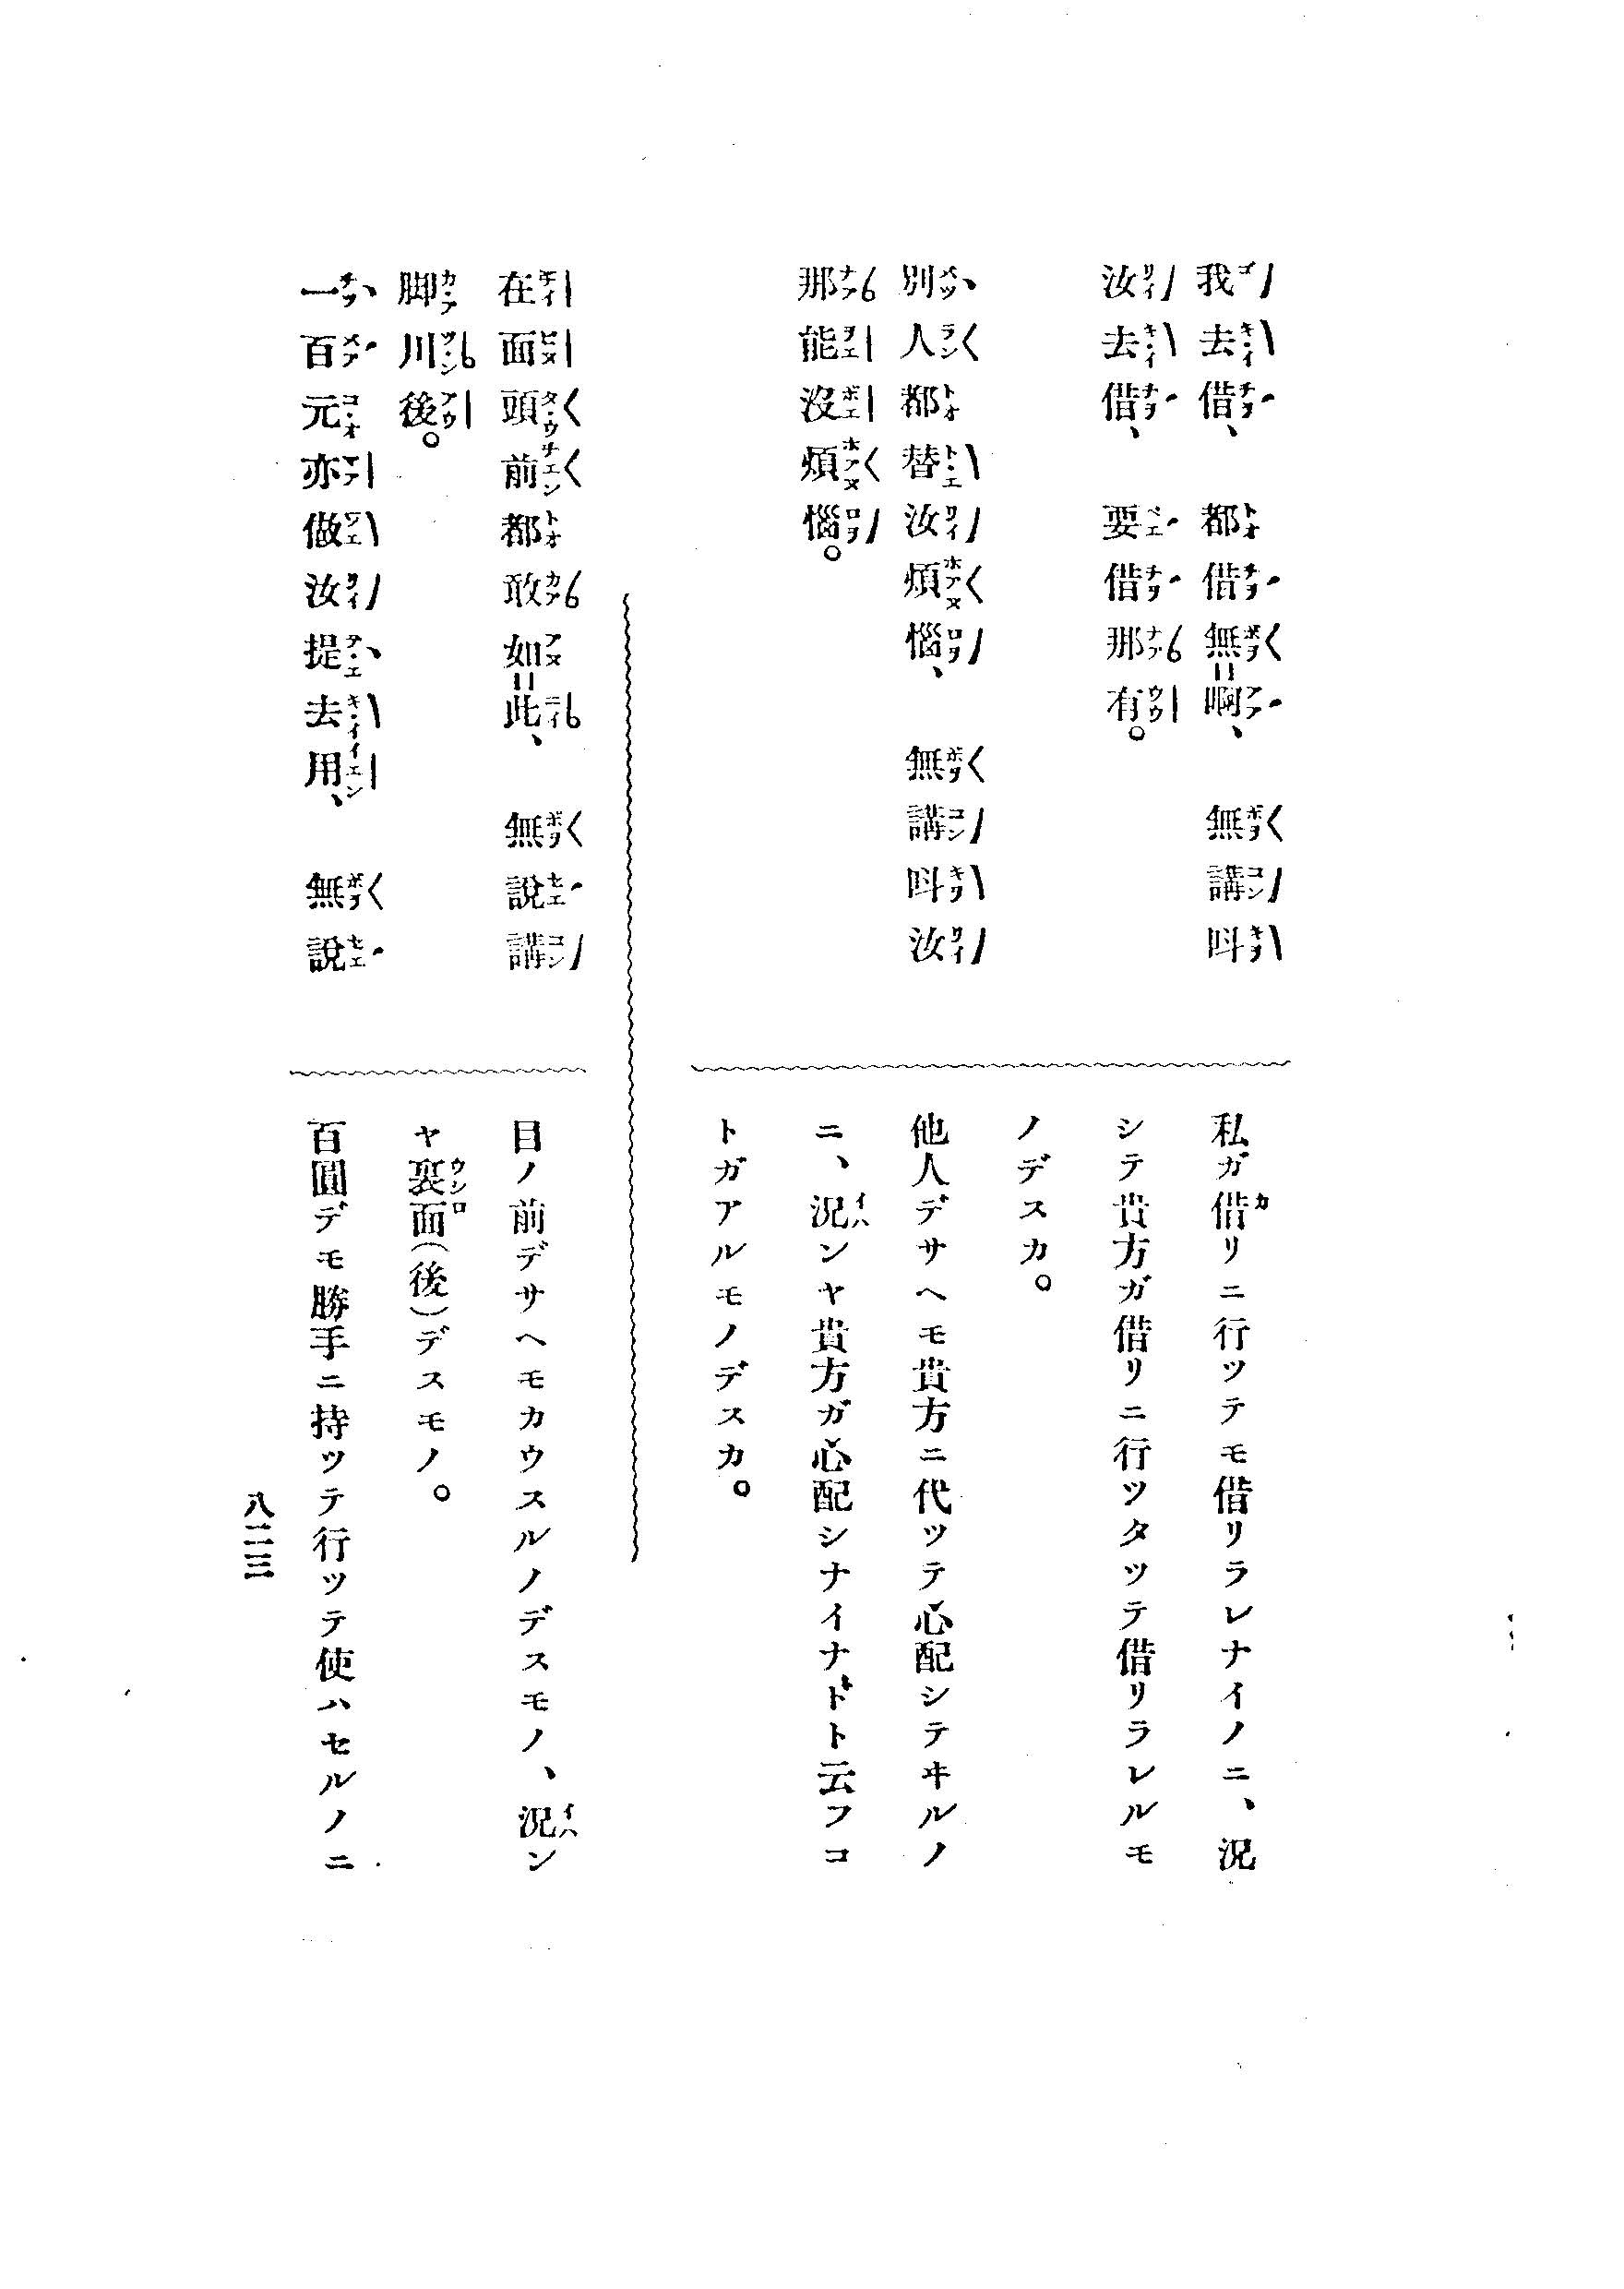 我去借、都借無=啊、無講叫
汝去借、要借那有。
別人都替汝煩惱、無講叫汝
那能沒煩惱。
私ガ借リニ行ツテモ借リラレナイノニ、況
シテ貴方ガ借リニ行ツタツテ借リラレルモ
ノデスカ。
他人デサヘモ貴方ニ代ツテ心配シテヰルノ
ニ、況ンヤ貴方ガ心配シナイナドト云フコ
トガアルモノデスカ。
在面頭前都敢如=此、無說講
脚川後。
一百元亦做汝提去用、無說
目ノ前デサヘモカウスルノデスモノ、況ン
ヤ裏面(後)デスモノ。
百圓デモ勝手ニ持ツテ行ツテ使ハセルノニ
八二三